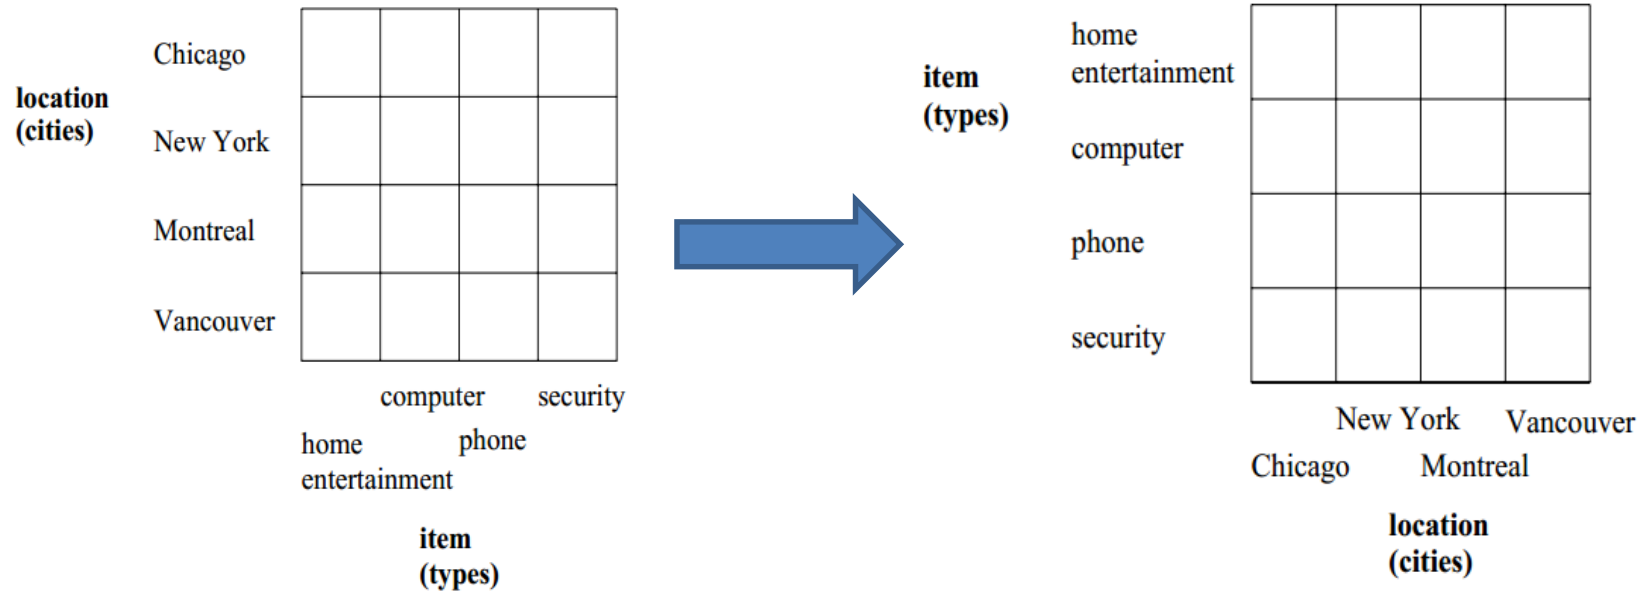 location
(cities)
Chicago
New York
Montreal
Vancouver
computer
security
home
entertainment
phone
item
(types)
item
(types)
home
entertainment
computer
phone
security
New York
Vancouver
Chicago
Montreal
location
(cities)